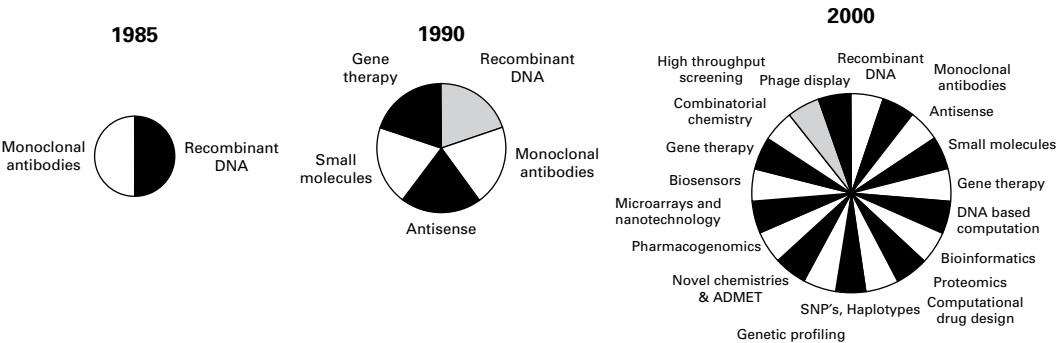 1985
Monoclonal
antibodies
Recombinant
DNA
1990
Gene
therapy
Recombinant
DNA
Small
molecules
Monoclonal
antibodies
Antisense
2000
High throughput
screening
Phage display
Recombinant
DNA
Monoclonal
antibodies
Combinatorial
chemistry
Antisense
Gene therapy
Small molecules
Biosensors
Gene therapy
Microarrays and
nanotechnology
DNA based
computation
Pharmacogenomics
Bioinformatics
Novel chemistries
& ADMET
Proteomics
SNP's, Haplotypes
Computational
drug design
Genetic profiling